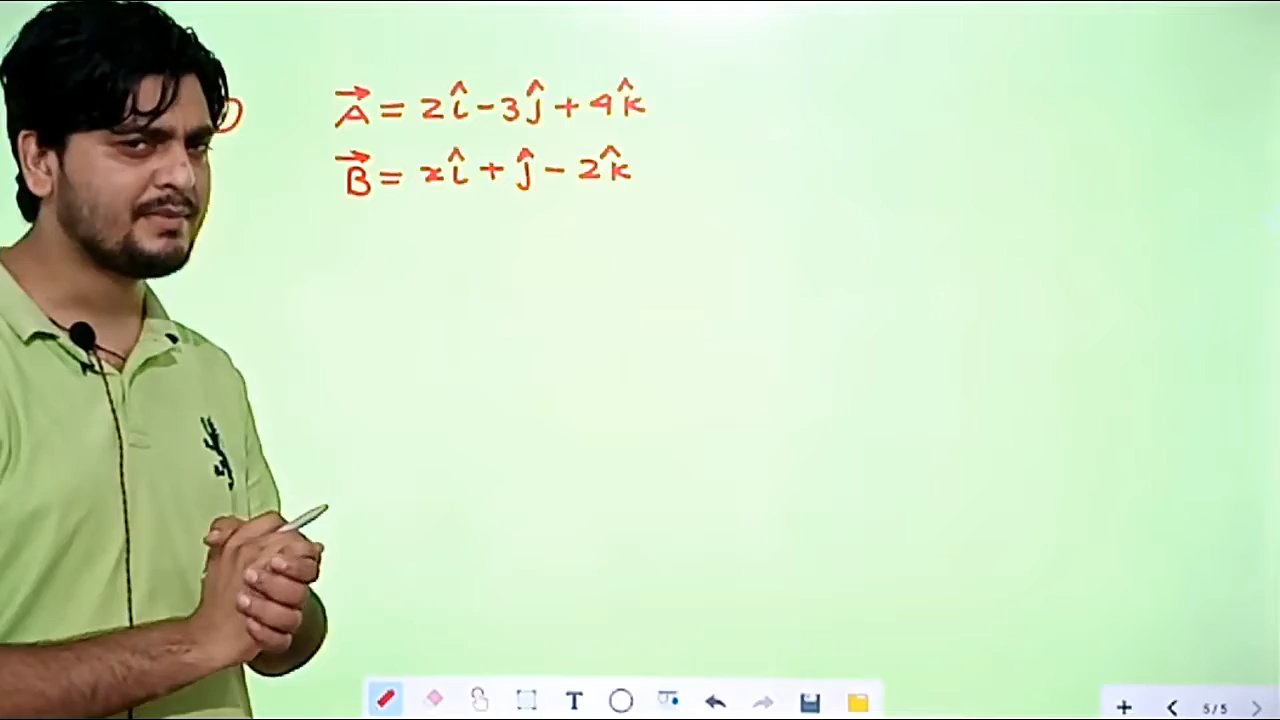 A⃗ = 2î - 3ĵ + 4k̂
B⃗ = xî + ĵ - 2k̂
T
5/5